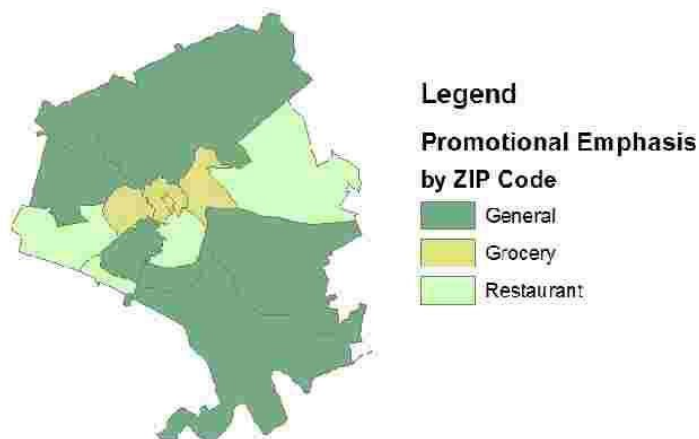 Legend
Promotional Emphasis
by ZIP Code
General
Grocery
Restaurant